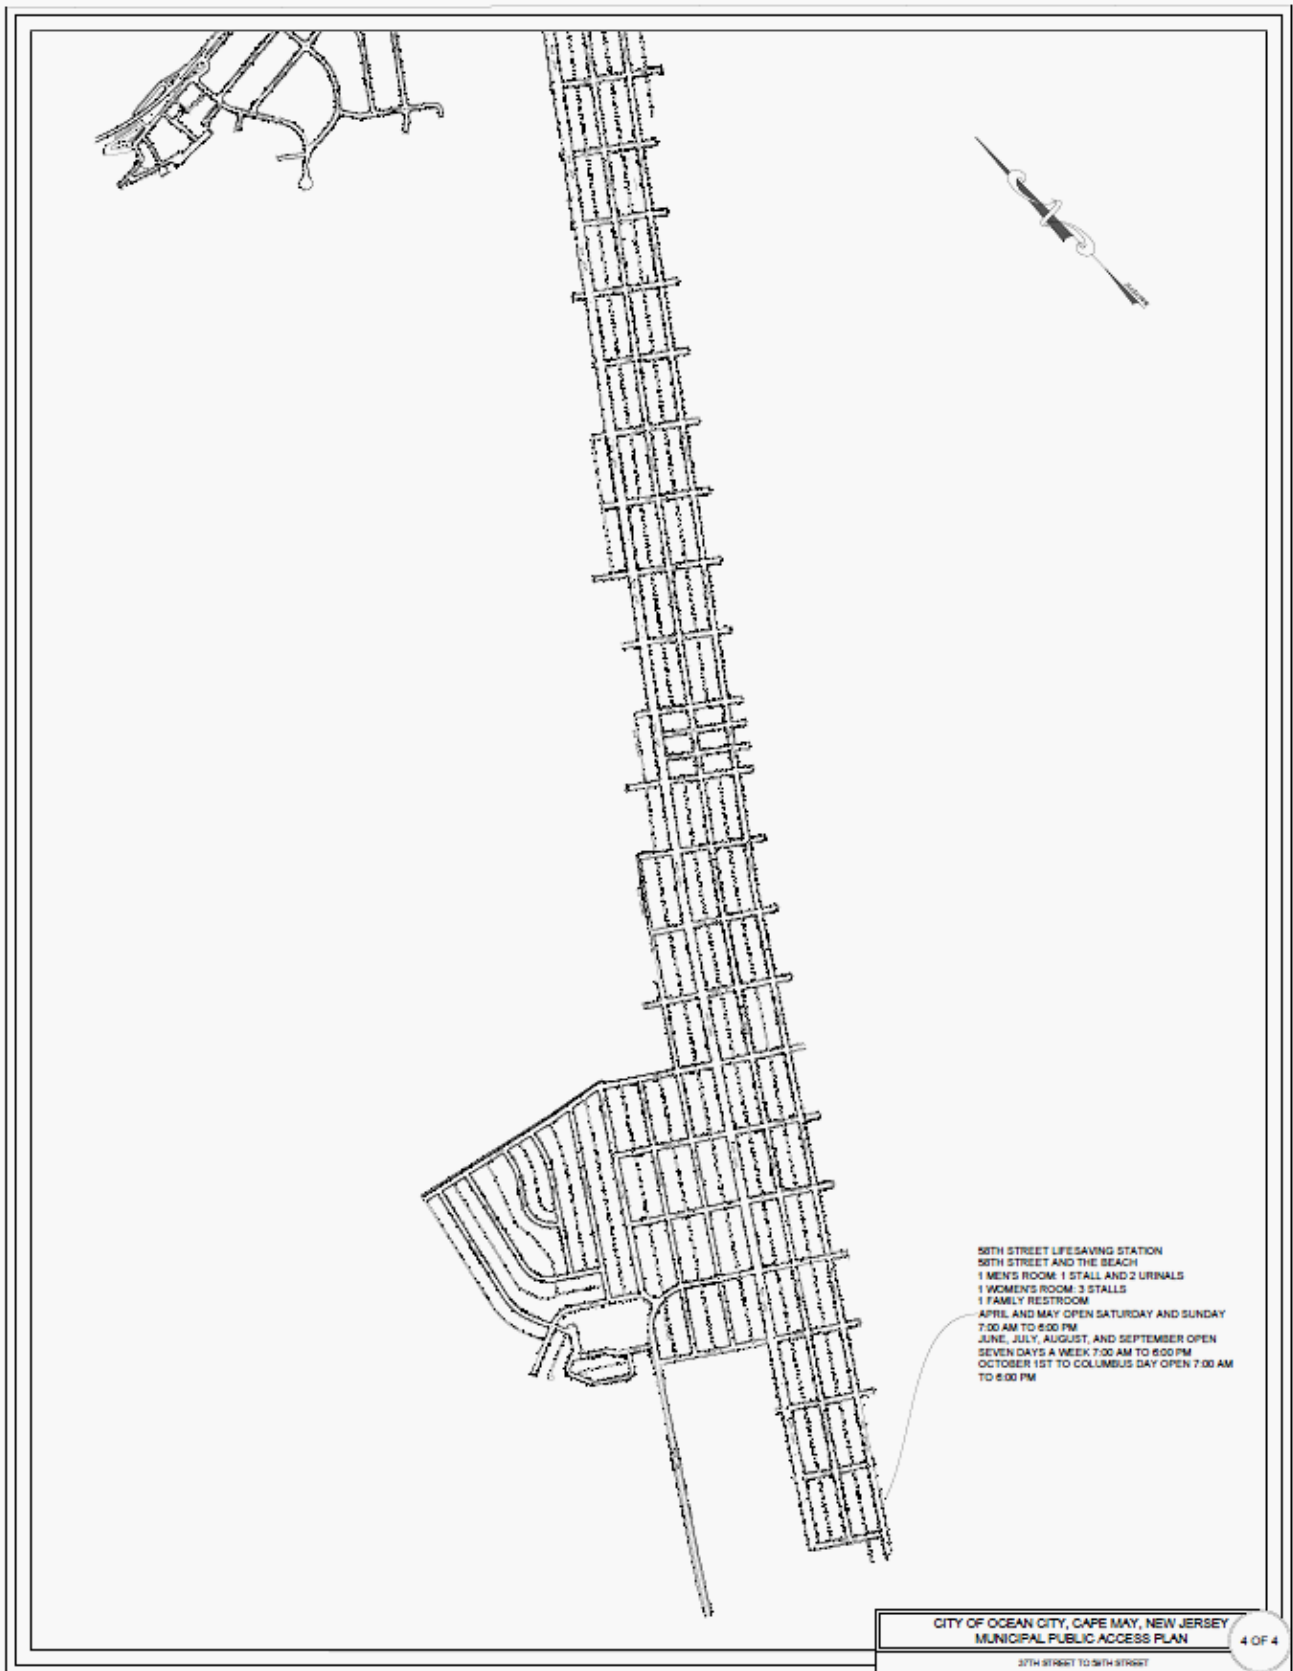 58TH STREET LIFESAVING STATION
58TH STREET AND THE BEACH
1 MEN'S ROOM: 1 STALL AND 2 URINALS
1 WOMEN'S ROOM: 3 STALLS
1 FAMILY RESTROOM
APRIL AND MAY OPEN SATURDAY AND SUNDAY
7:00 AM TO 6:00 PM
JUNE, JULY, AUGUST, AND SEPTEMBER OPEN
SEVEN DAYS A WEEK 7:00 AM TO 6:00 PM
OCTOBER 1ST TO COLUMBUS DAY OPEN 7:00 AM
TO 6:00 PM
CITY OF OCEAN CITY, CAPE MAY, NEW JERSEY
MUNICIPAL PUBLIC ACCESS PLAN
4 OF 4
37TH STREET TO 59TH STREET